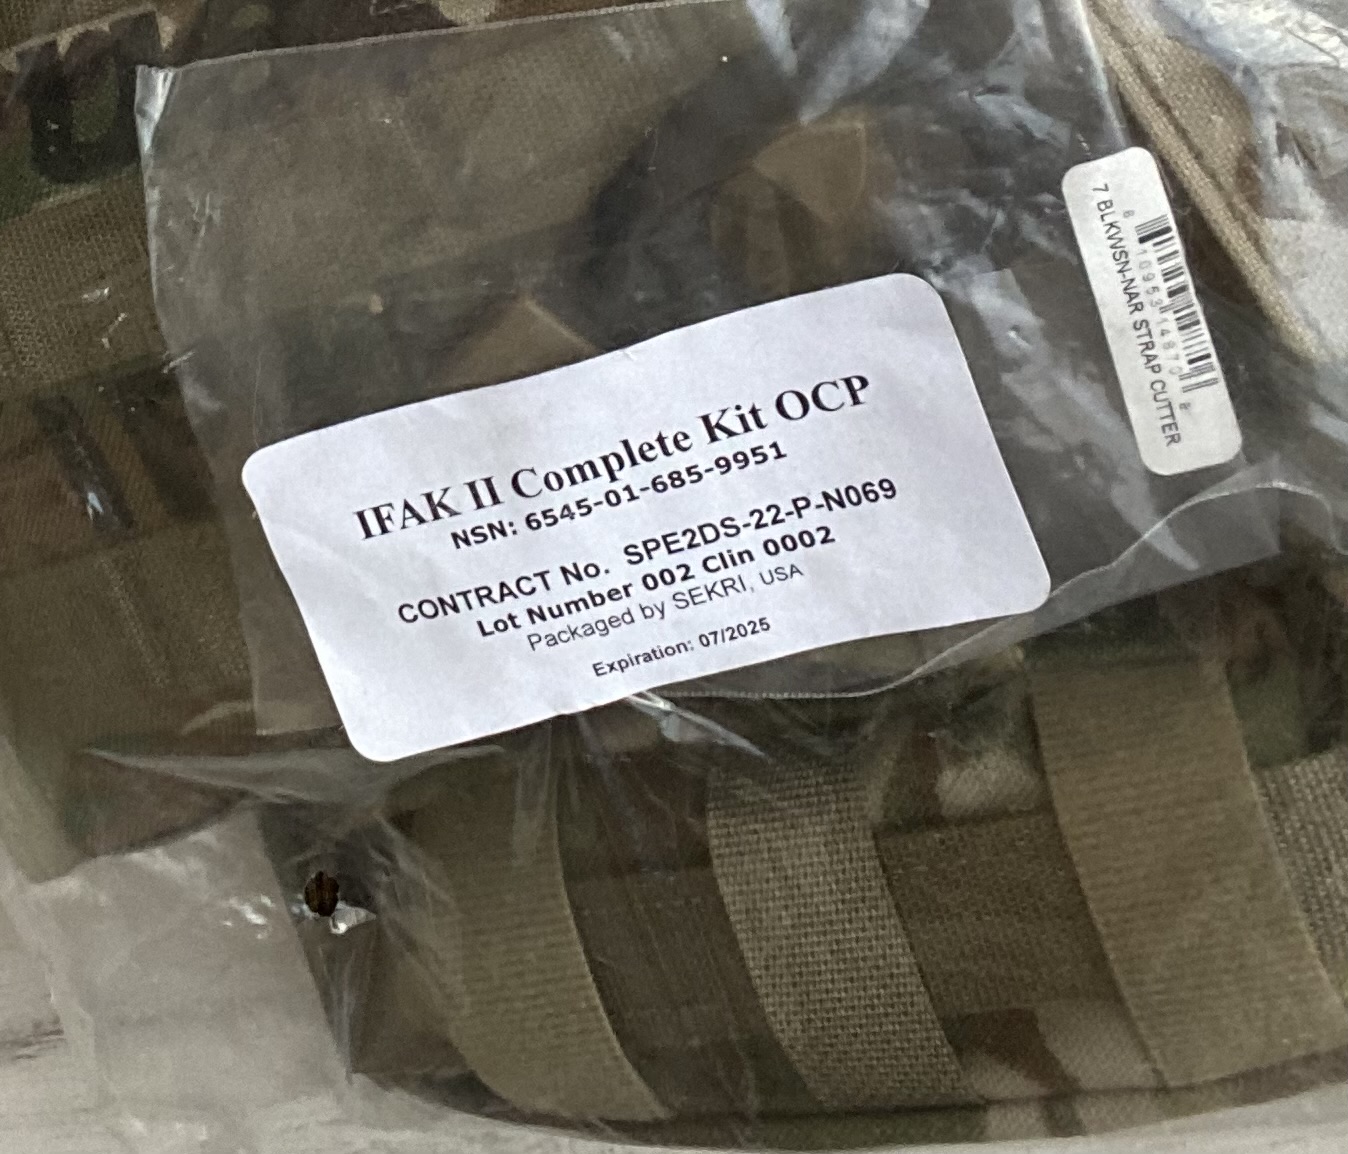 IFAK II Complete Kit OCP
NSN: 6545-01-685-9951
CONTRACT No. SPE2DS-22-P-N069
Lot Number 002 Clin 0002
Packaged by SEKRI, USA
Expiration: 07/2025
7 BLKWSN-NAR STRAP CUTTER